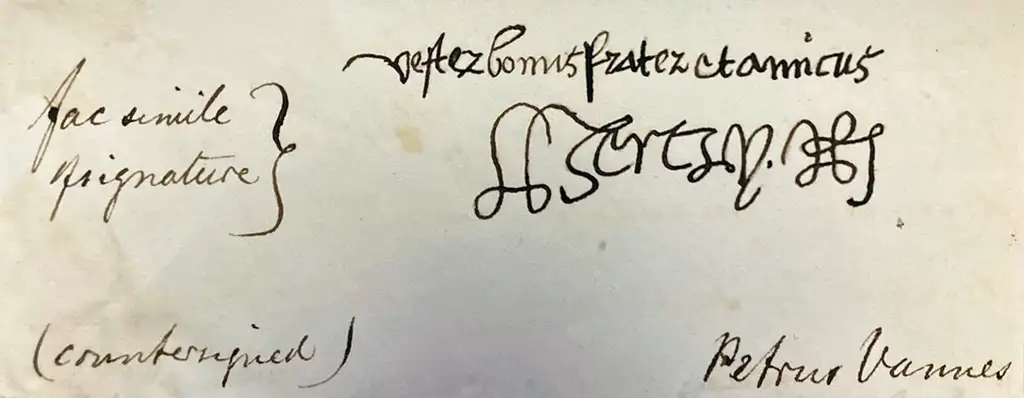 vester bonus frater et amicus
fac simile
of signature
(countersigned) Petrus Vannes